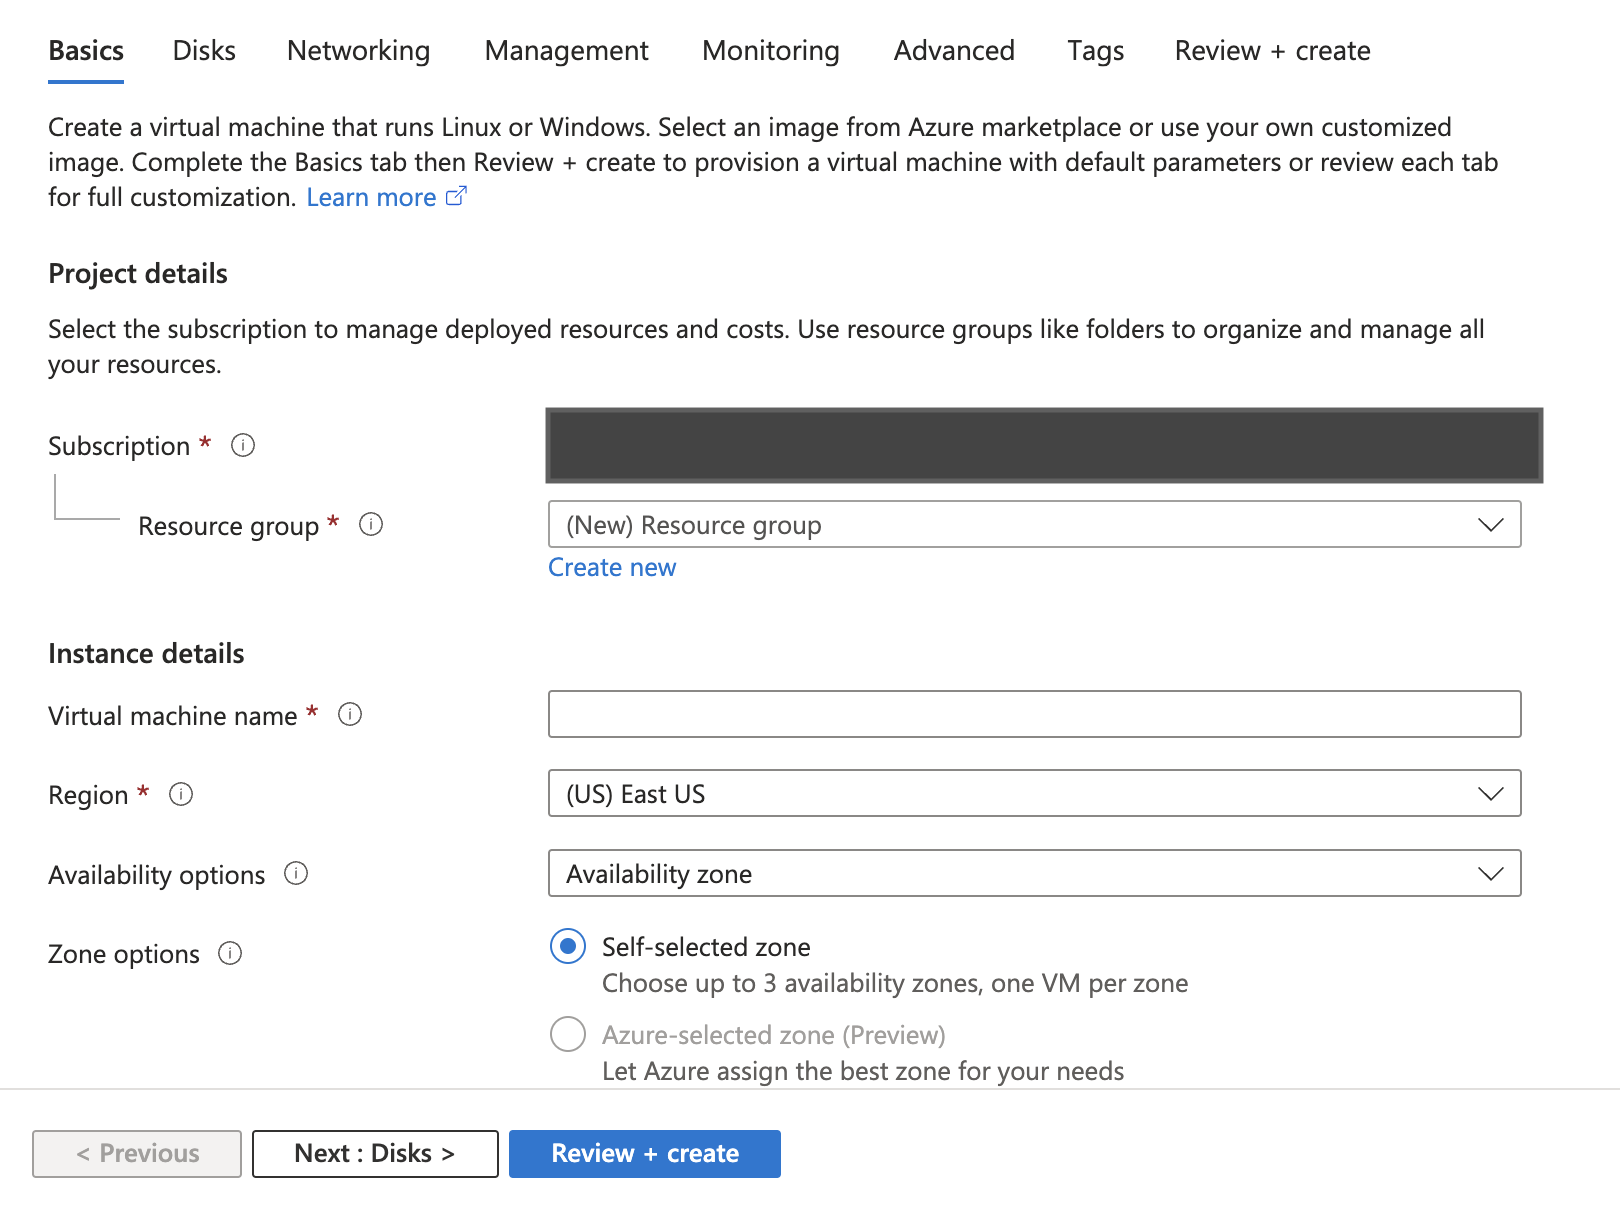 Basics Disks Networking Management Monitoring Advanced Tags Review + create
Create a virtual machine that runs Linux or Windows. Select an image from Azure marketplace or use your own customized
image. Complete the Basics tab then Review + create to provision a virtual machine with default parameters or review each tab
for full customization. Learn more
Project details
Select the subscription to manage deployed resources and costs. Use resource groups like folders to organize and manage all
your resources.
Subscription *
Resource group * (New) Resource group
Create new
Instance details
Virtual machine name *
Region * (US) East US
Availability options Availability zone
Zone options Self-selected zone
Choose up to 3 availability zones, one VM per zone
Azure-selected zone (Preview)
Let Azure assign the best zone for your needs
< Previous Next : Disks > Review + create